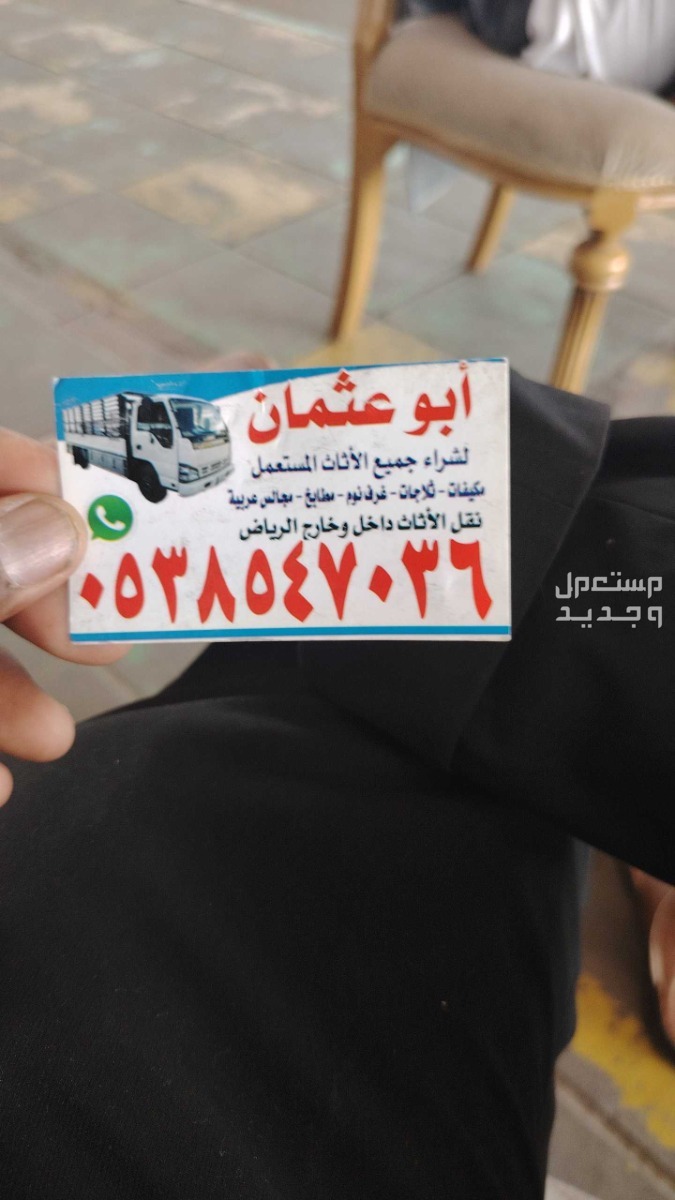 أبو عثمان
لشراء جميع الأثاث المستعمل
مكيفات - ثلاجات - غرف نوم - مطابخ - مجالس عربية
نقل الأثاث داخل وخارج الرياض
٠٥٣٨٥٤٧٠٣٦
مستعمل
وجديد